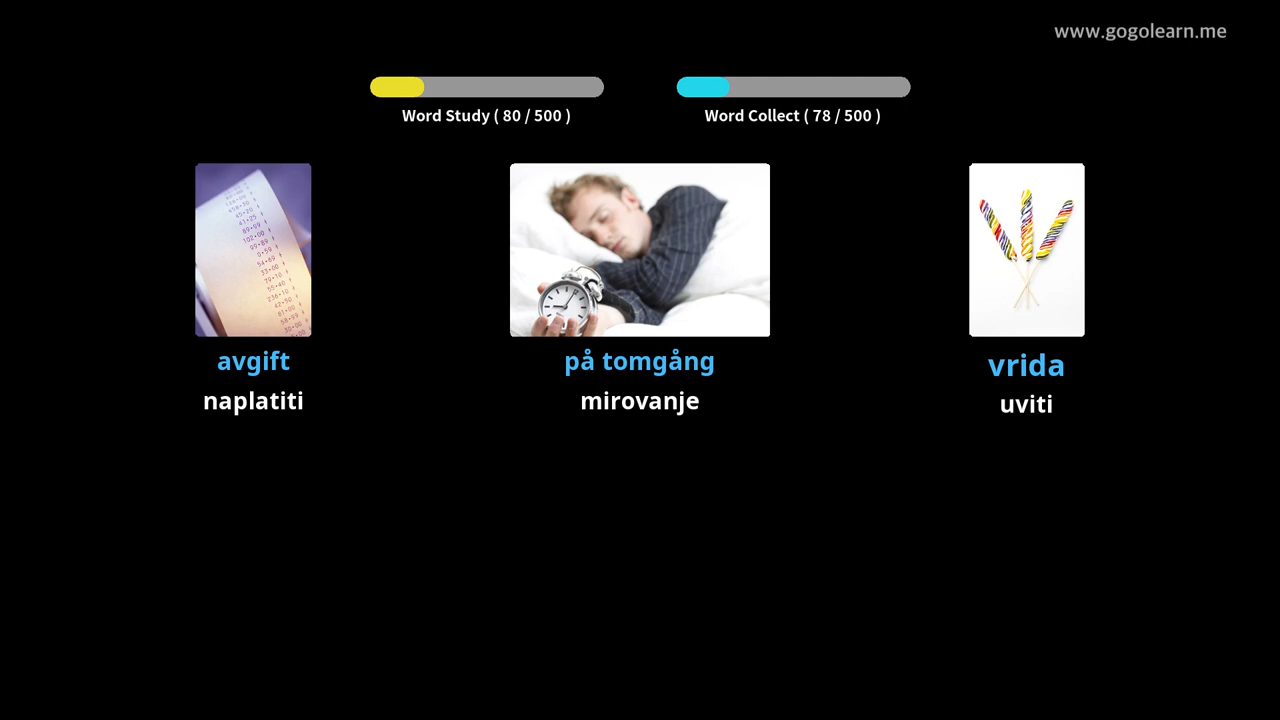 www.gogolearn.me
Word Study ( 80 / 500 )
Word Collect ( 78 / 500 )
avgift
på tomgång
vrida
naplatiti
mirovanje
uviti